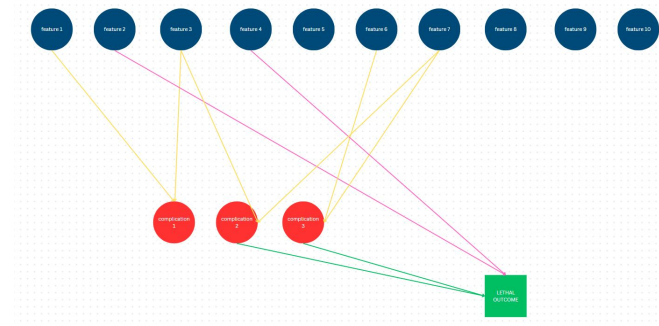 feature 1
feature 2
feature 3
feature 4
feature 5
feature 6
feature 7
feature 8
feature 9
feature 10
complication
1
complication
2
complication
3
LETHAL
OUTCOME